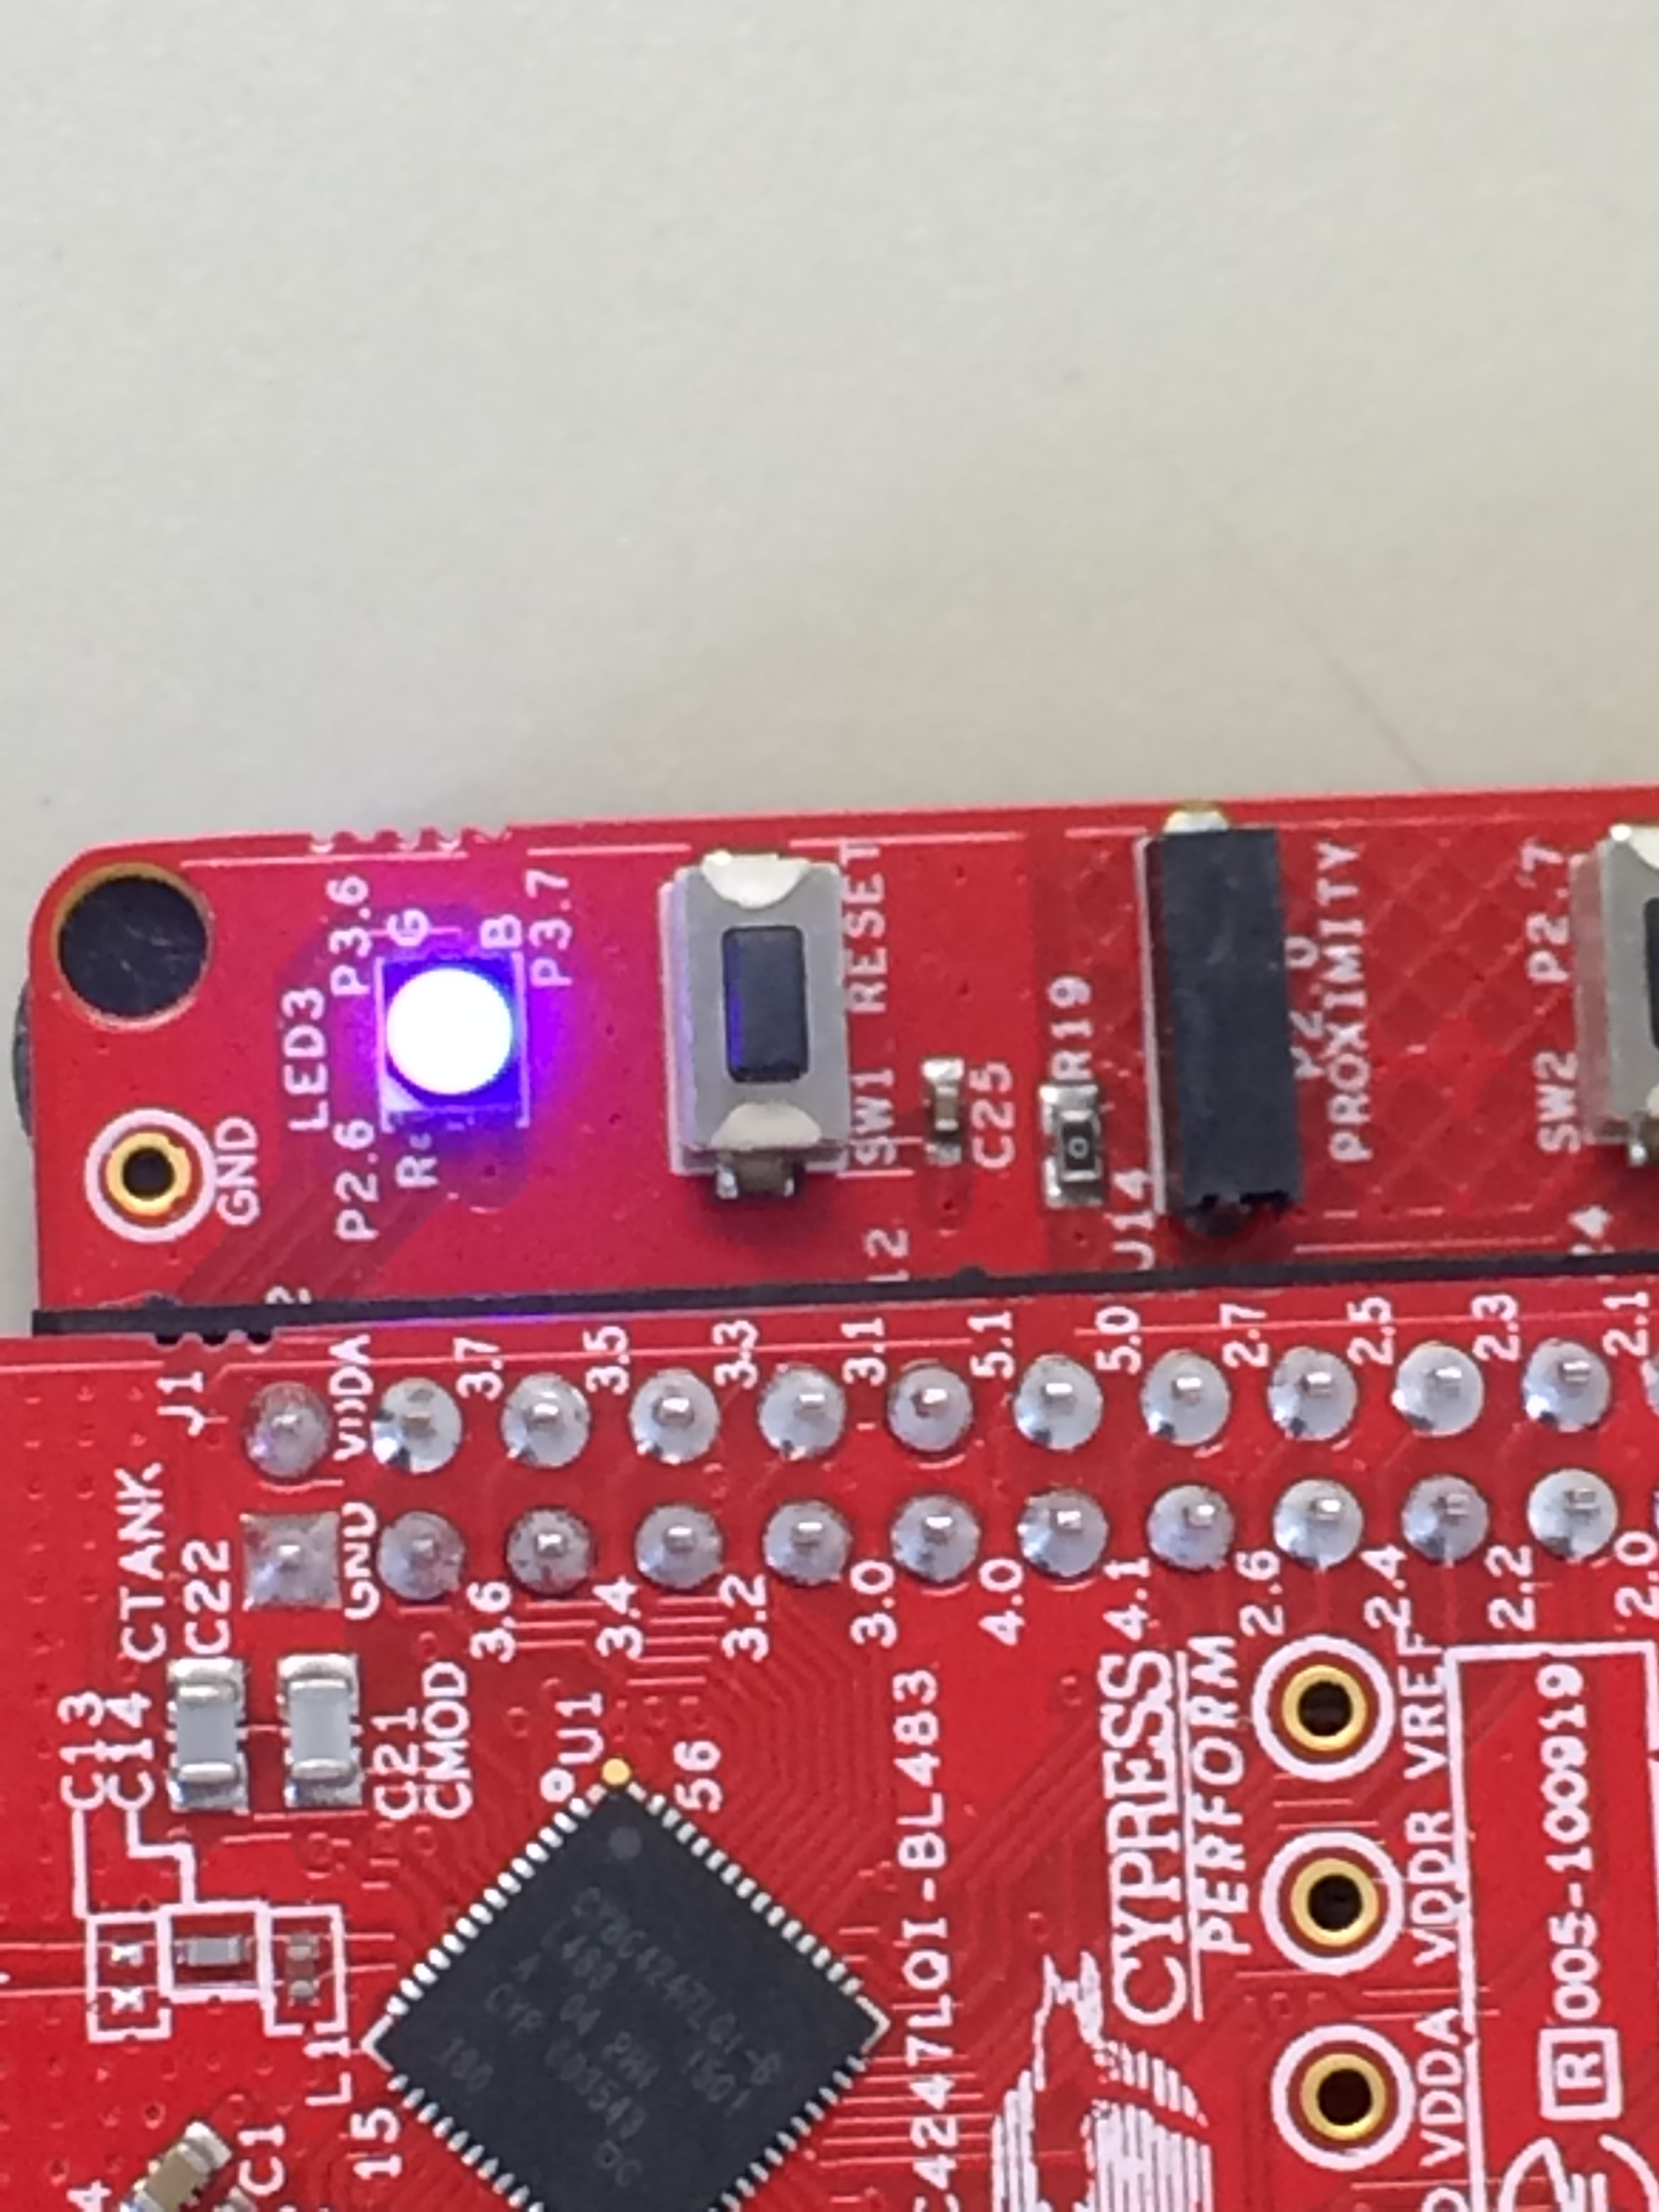 P3.6
G
B
P3.7
LED3
P2.6
R
GND
SW1 RESET
C25
R19
J14
P2.0
PROXIMITY
SW2 P2.7
J1
VDDA
3.7
3.5
3.3
3.1
5.1
5.0
2.7
2.5
2.3
2.1
GND
3.6
3.4
3.2
3.0
4.0
4.1
2.6
2.4
2.2
2.0
CTANK
C22
C13
C14
C21
CMOD
U1
56
C4247LQI-BL483
CYPRESS
PERFORM
VREF
VDDR
VDDA
R 005-100919
L1
15
C1